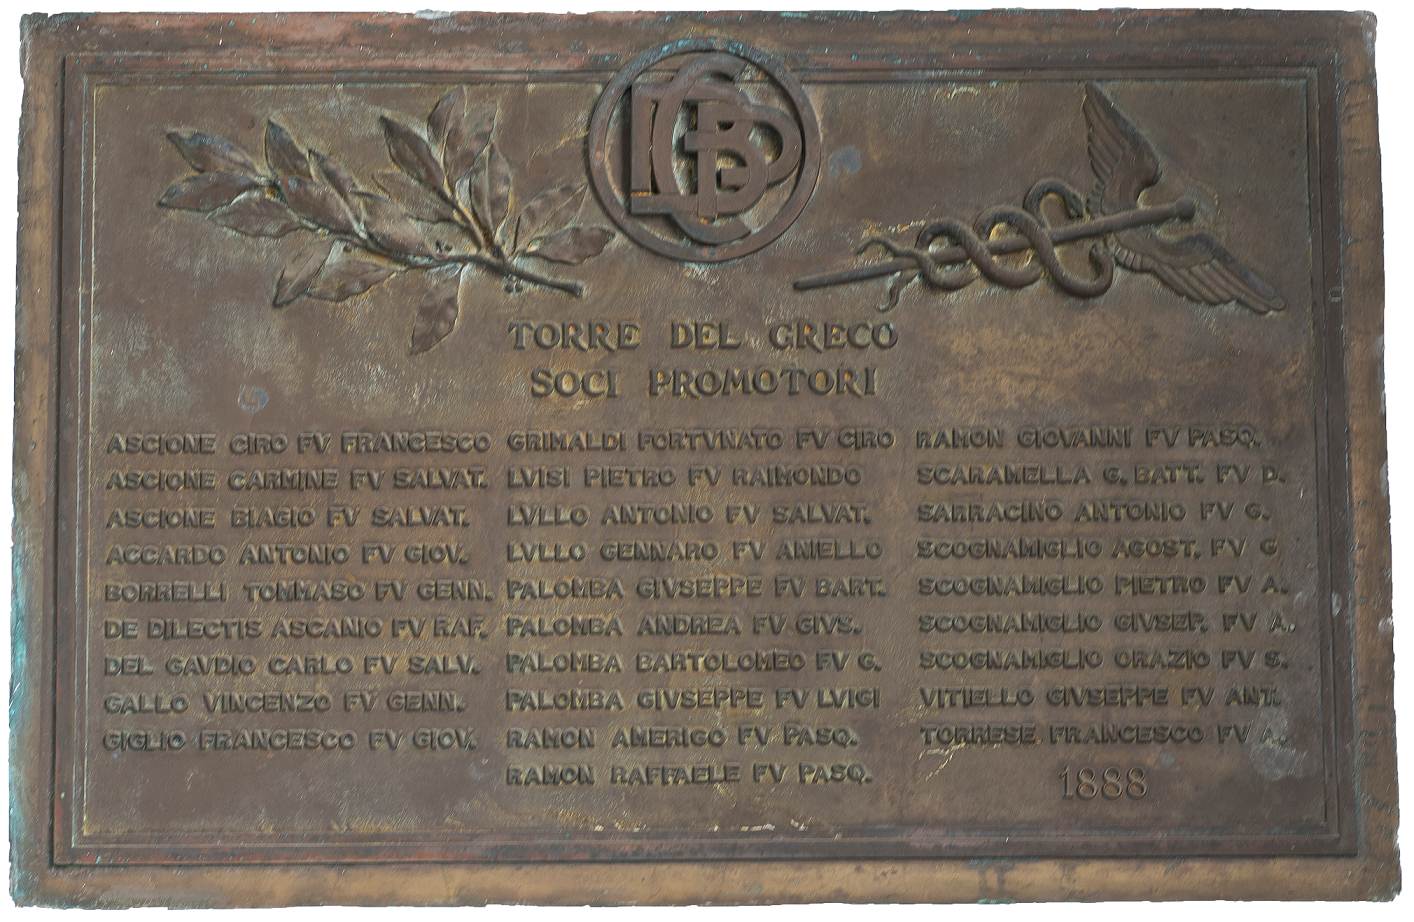 TORRE DEL GRECO
SOCI PROMOTORI
ASCIONE CIRO FV FRANCESCO
ASCIONE CARMINE FV SALVAT.
ASCIONE BIAGIO FV SALVAT.
ACCARDO ANTONIO FV GIOV.
BORRELLI TOMMASO FV GENN.
DE DILECTIS ASCANIO FV RAF.
DEL GAVDIO CARLO FV SALV.
GALLO VINCENZO FV GENN.
GIGLIO FRANCESCO FV GIOV.
GRIMALDI FORTVNATO FV CIRO
LVISI PIETRO FV RAIMONDO
LVLLO ANTONIO FV SALVAT.
LVLLO GENNARO FV ANIELLO
PALOMBA GIVSEPPE FV BART.
PALOMBA ANDREA FV GIVS.
PALOMBA BARTOLOMEO FV G.
PALOMBA GIVSEPPE FV LVIGI
RAMON AMERIGO FV PASQ.
RAMON RAFFAELE FV PASQ.
RAMON GIOVANNI FV PASQ.
SCARAMELLA G. BATT. FV D.
SARRACINO ANTONIO FV G.
SCOGNAMIGLIO AGOST. FV G
SCOGNAMIGLIO PIETRO FV A.
SCOGNAMIGLIO GIVSEP. FV A.
SCOGNAMIGLIO ORAZIO FV S.
VITIELLO GIVSEPPE FV ANT.
TORRESE FRANCESCO FV A.
1888